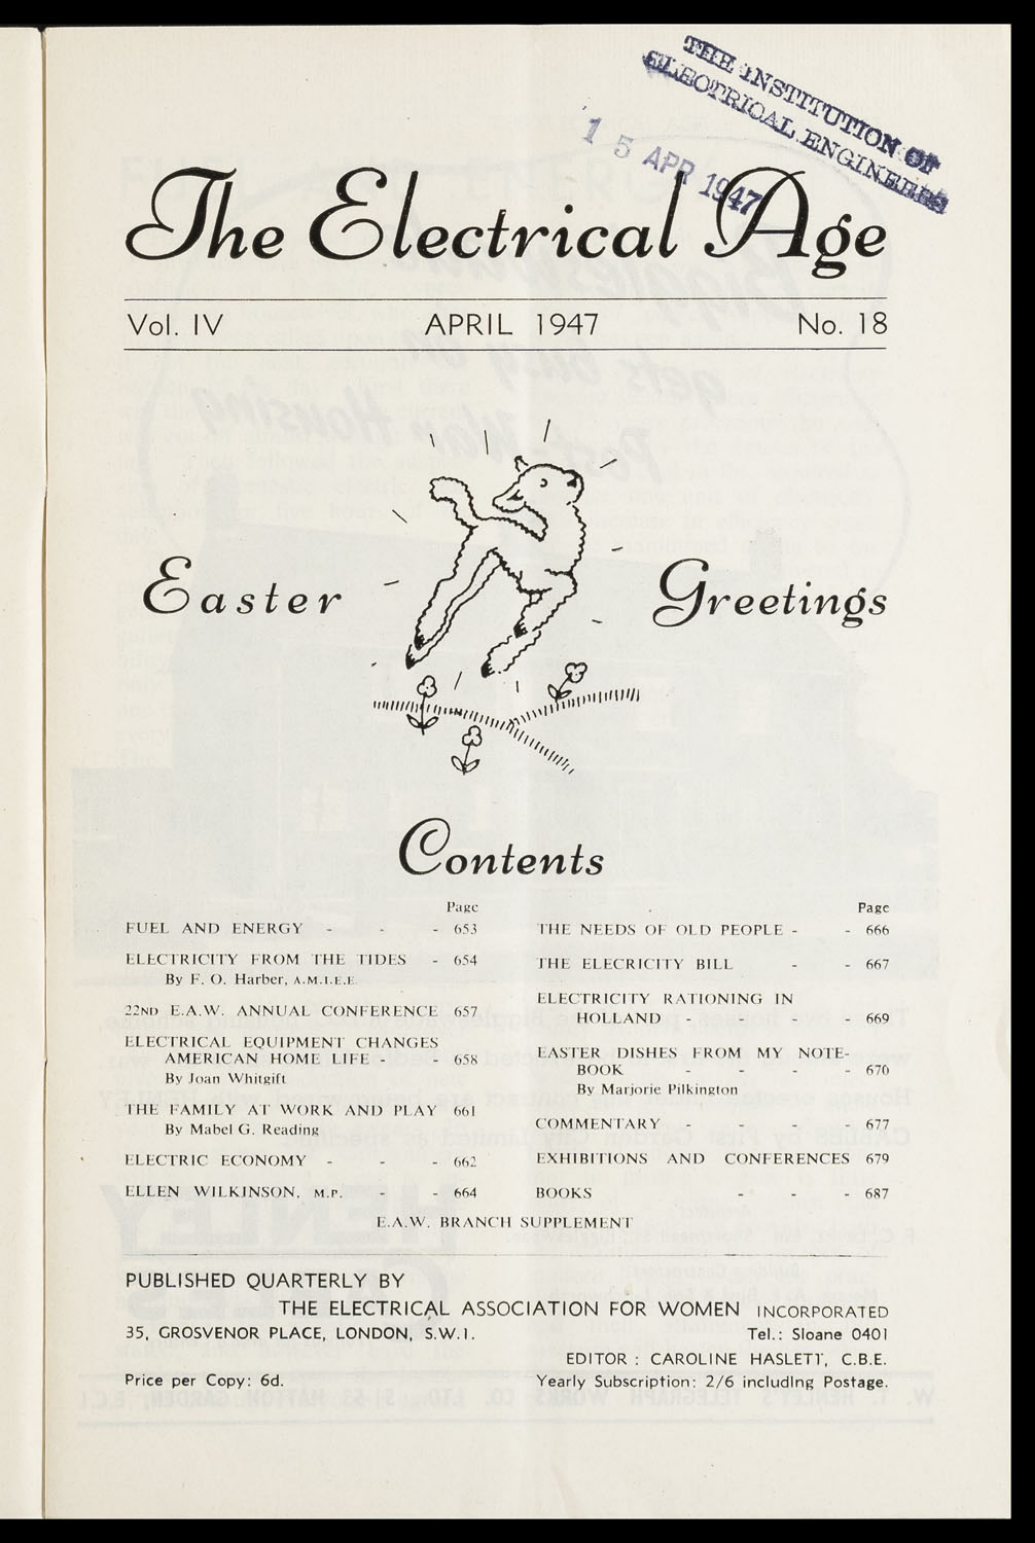 THE INSTITUTION OF
ELECTRICAL ENGINEERS
15 APR 1947
The Electrical Age
Vol. IV APRIL 1947 No. 18
Easter Greetings
Contents
Page
FUEL AND ENERGY - - - 653
ELECTRICITY FROM THE TIDES - 654
By F. O. Harber, A.M.I.E.E.
22ND E.A.W. ANNUAL CONFERENCE 657
ELECTRICAL EQUIPMENT CHANGES
AMERICAN HOME LIFE - - 658
By Joan Whitgift
THE FAMILY AT WORK AND PLAY 661
By Mabel G. Reading
ELECTRIC ECONOMY - - - 662
ELLEN WILKINSON, M.P. - - 664
Page
THE NEEDS OF OLD PEOPLE - - 666
THE ELECRICITY BILL - - 667
ELECTRICITY RATIONING IN
HOLLAND - - - - 669
EASTER DISHES FROM MY NOTE-
BOOK - - - - 670
By Marjorie Pilkington
COMMENTARY - - - - 677
EXHIBITIONS AND CONFERENCES 679
BOOKS - - - 687
E.A.W. BRANCH SUPPLEMENT
PUBLISHED QUARTERLY BY
THE ELECTRICAL ASSOCIATION FOR WOMEN INCORPORATED
35, GROSVENOR PLACE, LONDON, S.W.1. Tel.: Sloane 0401
EDITOR : CAROLINE HASLETT, C.B.E.
Price per Copy: 6d. Yearly Subscription: 2/6 including Postage.